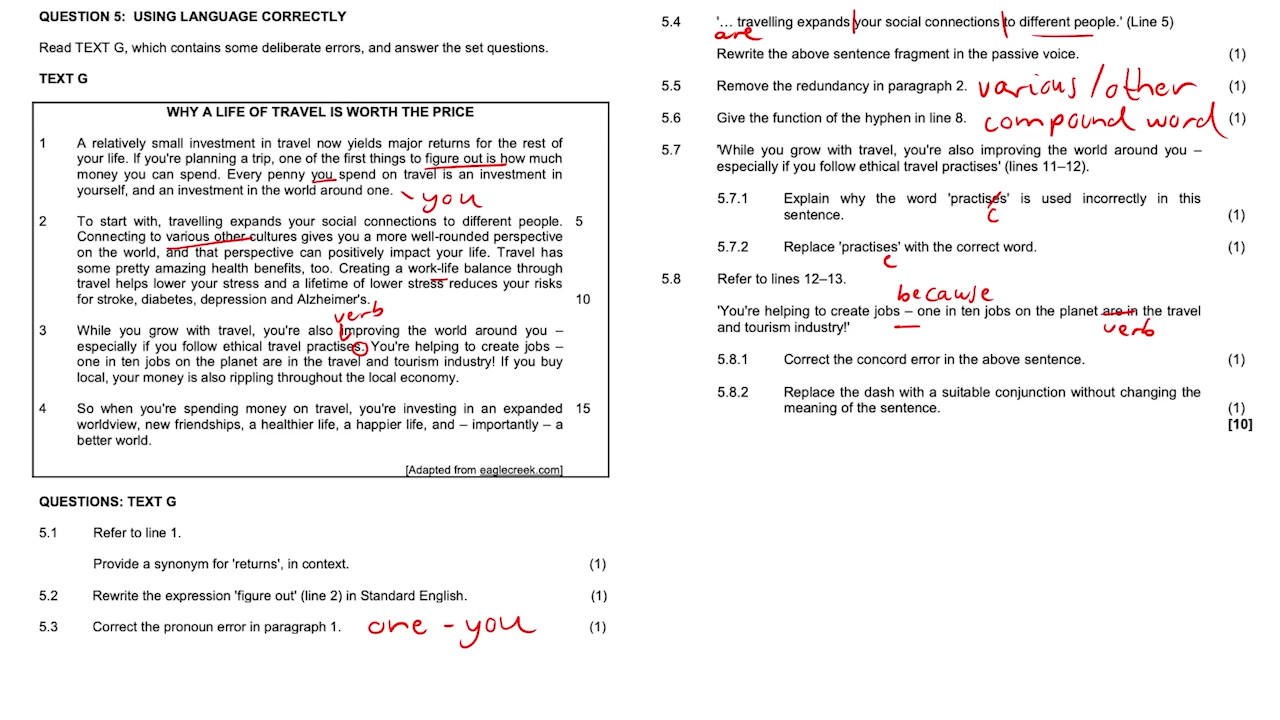 QUESTION 5: USING LANGUAGE CORRECTLY
Read TEXT G, which contains some deliberate errors, and answer the set questions.
TEXT G
WHY A LIFE OF TRAVEL IS WORTH THE PRICE
1 A relatively small investment in travel now yields major returns for the rest of
your life. If you're planning a trip, one of the first things to figure out is how much
money you can spend. Every penny you spend on travel is an investment in
yourself, and an investment in the world around one.
you
2 To start with, travelling expands your social connections to different people. 5
Connecting to various other cultures gives you a more well-rounded perspective
on the world, and that perspective can positively impact your life. Travel has
some pretty amazing health benefits, too. Creating a work-life balance through
travel helps lower your stress and a lifetime of lower stress reduces your risks
for stroke, diabetes, depression and Alzheimer's. 10
verb
3 While you grow with travel, you're also improving the world around you –
especially if you follow ethical travel practises. You're helping to create jobs –
one in ten jobs on the planet are in the travel and tourism industry! If you buy
local, your money is also rippling throughout the local economy.
4 So when you're spending money on travel, you're investing in an expanded 15
worldview, new friendships, a healthier life, a happier life, and – importantly – a
better world.
[Adapted from eaglecreek.com]
QUESTIONS: TEXT G
5.1 Refer to line 1.
Provide a synonym for 'returns', in context. (1)
5.2 Rewrite the expression 'figure out' (line 2) in Standard English. (1)
5.3 Correct the pronoun error in paragraph 1. one - you (1)
5.4 '… travelling expands your social connections to different people.' (Line 5)
are
Rewrite the above sentence fragment in the passive voice. (1)
5.5 Remove the redundancy in paragraph 2. various / other (1)
5.6 Give the function of the hyphen in line 8. compound word (1)
5.7 'While you grow with travel, you're also improving the world around you –
especially if you follow ethical travel practises' (lines 11–12).
5.7.1 Explain why the word 'practises' is used incorrectly in this
c
sentence. (1)
5.7.2 Replace 'practises' with the correct word. (1)
c
5.8 Refer to lines 12–13.
because
'You're helping to create jobs – one in ten jobs on the planet are in the travel
and tourism industry!' verb
5.8.1 Correct the concord error in the above sentence. (1)
5.8.2 Replace the dash with a suitable conjunction without changing the
meaning of the sentence. (1)
[10]